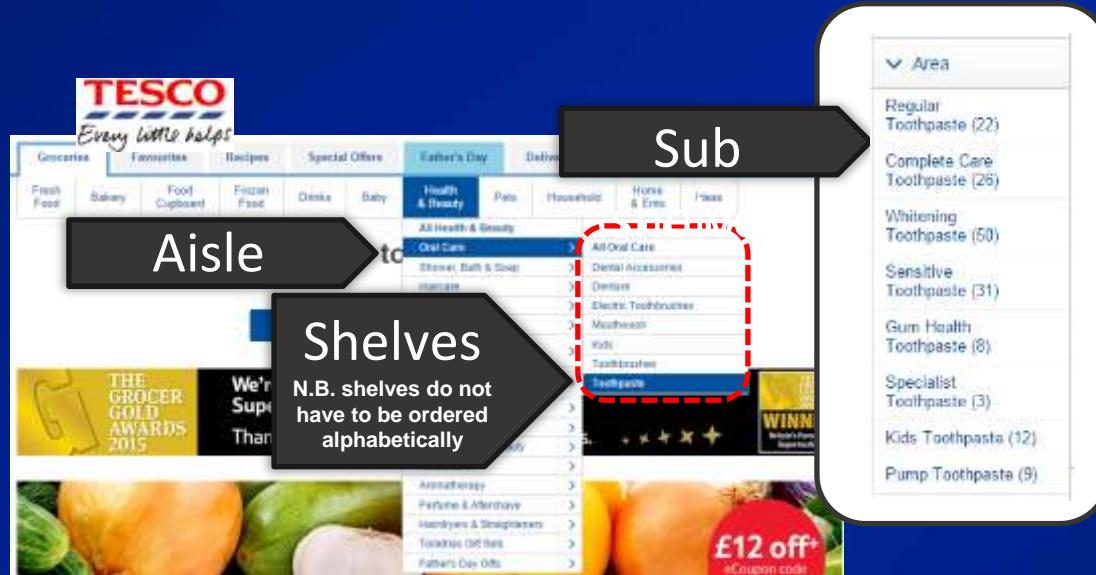 TESCO
Every little helps
Groceries Favourites Recipes Special Offers Father's Day Delive
Fresh Food Bakery Food Cupboard Frozen Food Drinks Baby Health & Beauty Pets Household Home & Ents
Sub
Aisle
to
All Health & Beauty
Oral Care
Shower, Bath & Soap
Haircare
All Oral Care
Dental Accessories
Denture
Electric Toothbrushes
Mouthwash
Kids
Toothbrushes
Toothpaste
Shelves
N.B. shelves do not
have to be ordered
alphabetically
THE
GROCER
GOLD
AWARDS
2015
We'r
Supe
Than
WINN
Aromatherapy
Perfume & Aftershave
Hairdryers & Straighteners
Toiletries Gift Sets
Father's Day Gifts
£12 off+
eCoupon code
Area
Regular
Toothpaste (22)
Complete Care
Toothpaste (26)
Whitening
Toothpaste (50)
Sensitive
Toothpaste (31)
Gum Health
Toothpaste (8)
Specialist
Toothpaste (3)
Kids Toothpaste (12)
Pump Toothpaste (9)